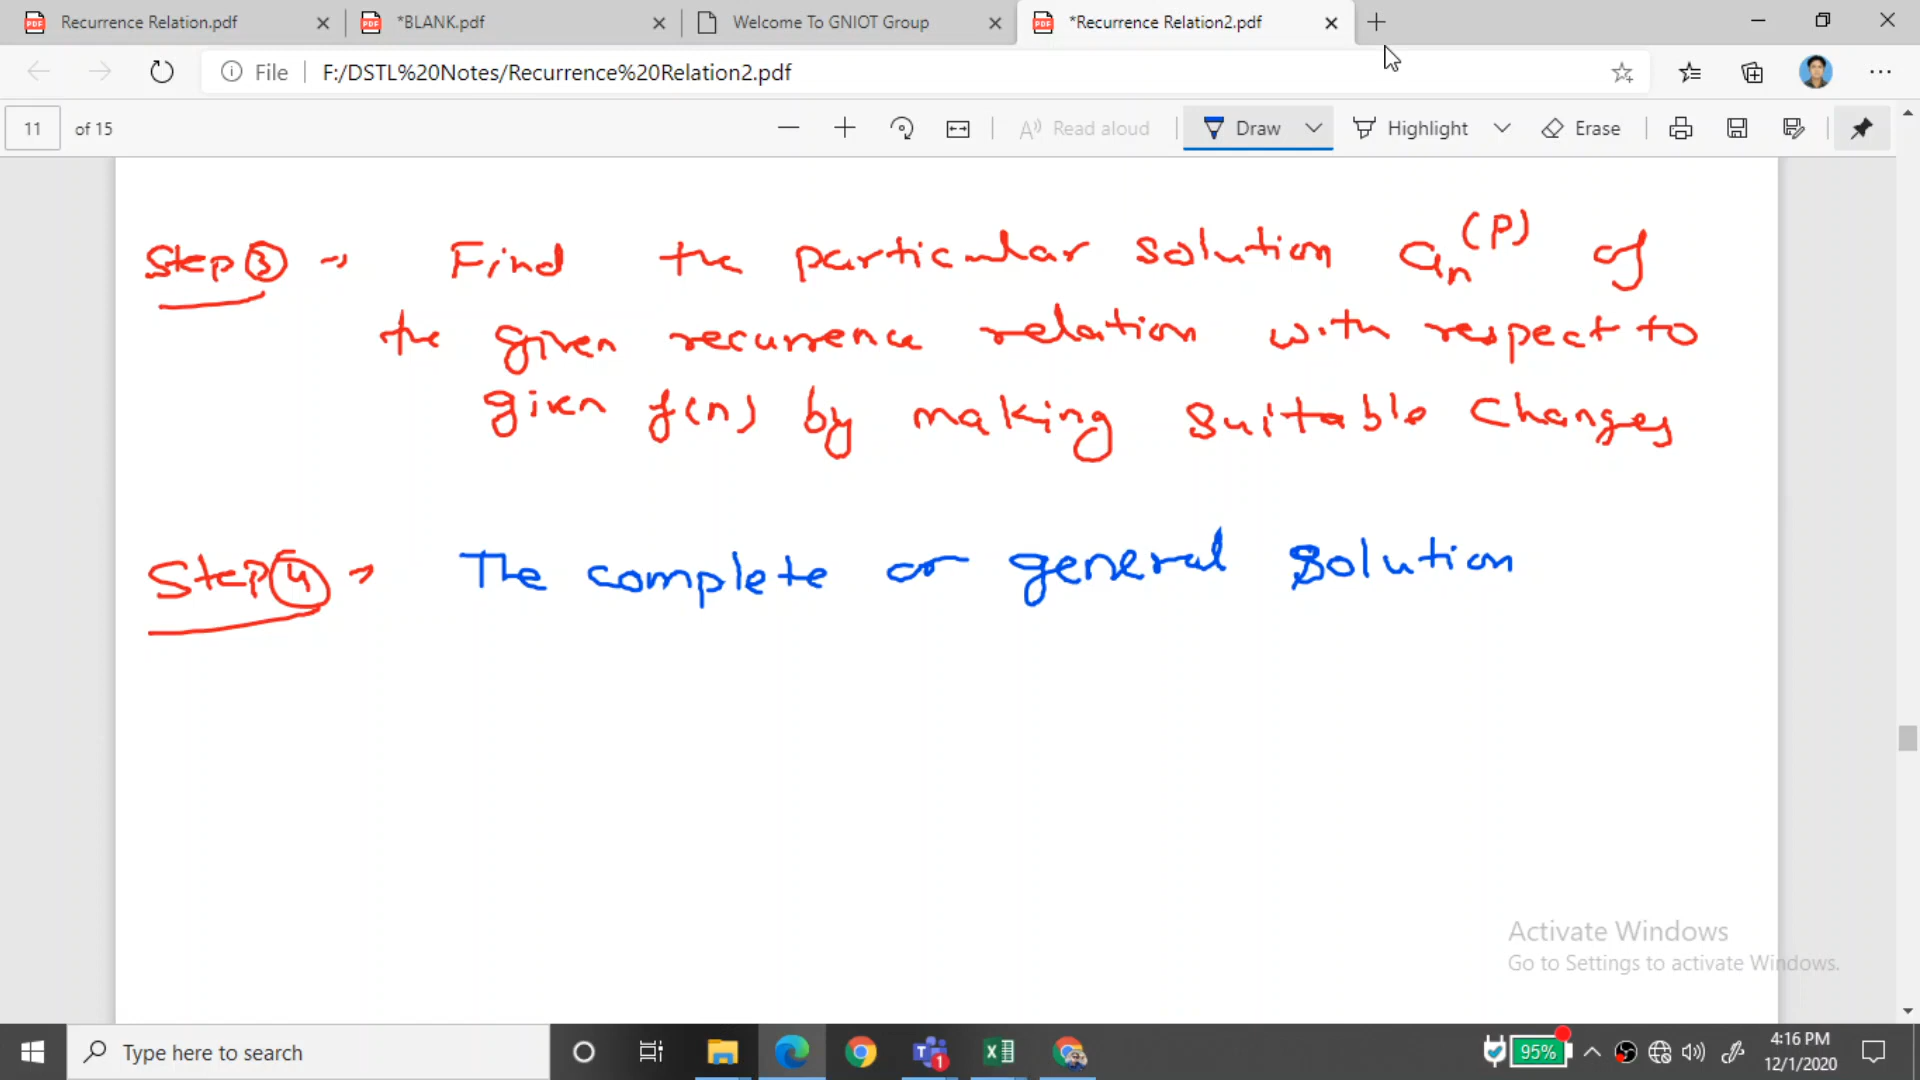 Recurrence Relation.pdf
*BLANK.pdf
Welcome To GNIOT Group
*Recurrence Relation2.pdf
File
F:/DSTL%20Notes/Recurrence%20Relation2.pdf
11 of 15
Read aloud
Draw
Highlight
Erase
Step 3 → Find the particular solution an(P) of
the given recurrence relation with respect to
given f(n) by making Suitable Changes
Step 4 → The complete or general Solution
Activate Windows
Go to Settings to activate Windows.
Type here to search
1
95%
4:16 PM
12/1/2020